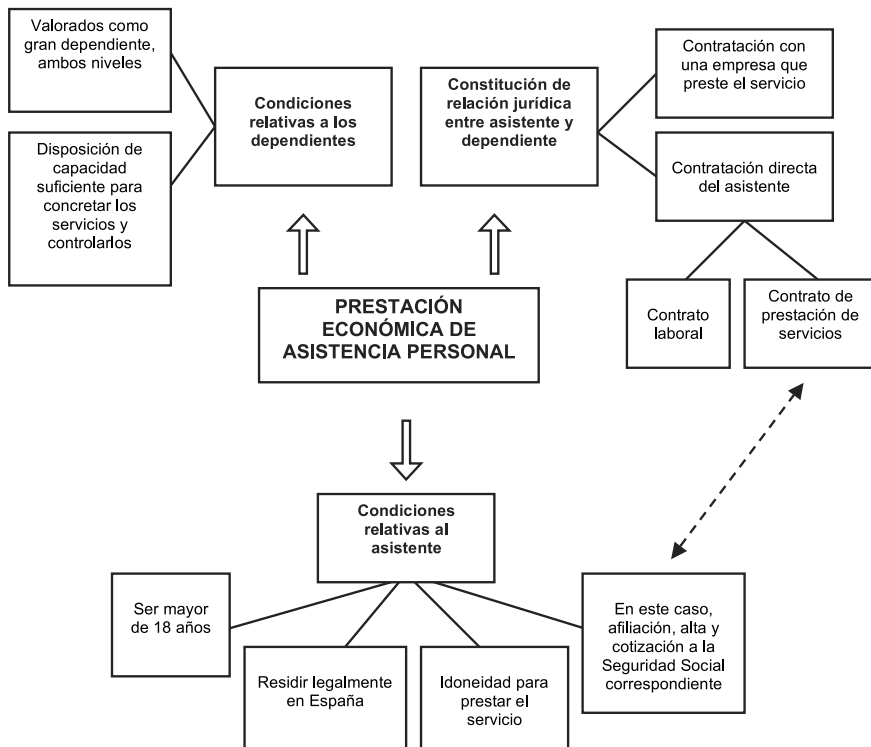 Valorados como
gran dependiente,
ambos niveles
Disposición de
capacidad
suficiente para
concretar los
servicios y
controlarlos
Condiciones
relativas a los
dependientes
Constitución de
relación jurídica
entre asistente y
dependiente
Contratación con
una empresa que
preste el servicio
Contratación directa
del asistente
Contrato
laboral
Contrato de
prestación de
servicios
PRESTACIÓN
ECONÓMICA DE
ASISTENCIA PERSONAL
Condiciones
relativas al
asistente
Ser mayor
de 18 años
Residir legalmente
en España
Idoneidad para
prestar el
servicio
En este caso,
afiliación, alta y
cotización a la
Seguridad Social
correspondiente